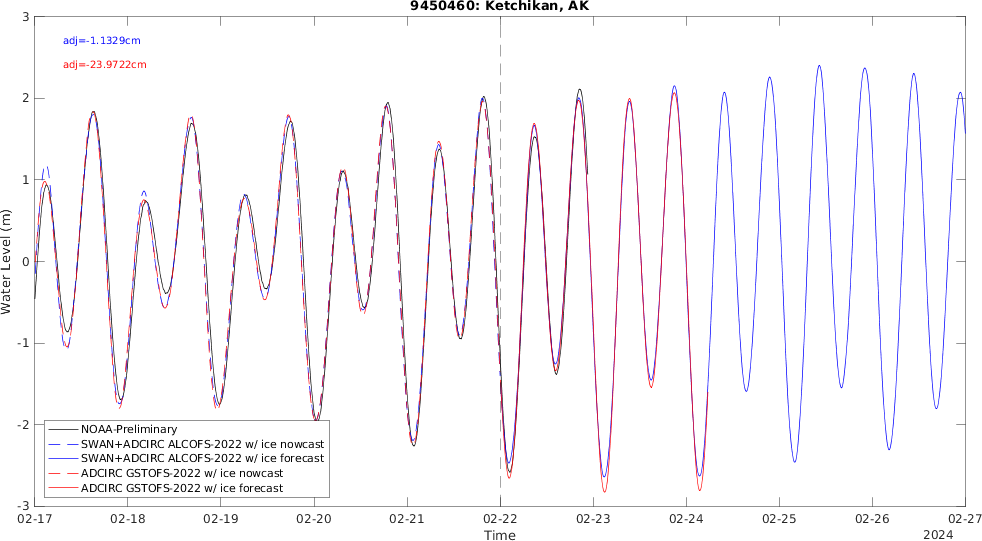 9450460: Ketchikan, AK
adj=-1.1329cm
adj=-23.9722cm
Water Level (m)
3
2
1
0
-1
-2
-3
NOAA-Preliminary
SWAN+ADCIRC ALCOFS-2022 w/ ice nowcast
SWAN+ADCIRC ALCOFS-2022 w/ ice forecast
ADCIRC GSTOFS-2022 w/ ice nowcast
ADCIRC GSTOFS-2022 w/ ice forecast
02-17 02-18 02-19 02-20 02-21 02-22 02-23 02-24 02-25 02-26 02-27
Time
2024